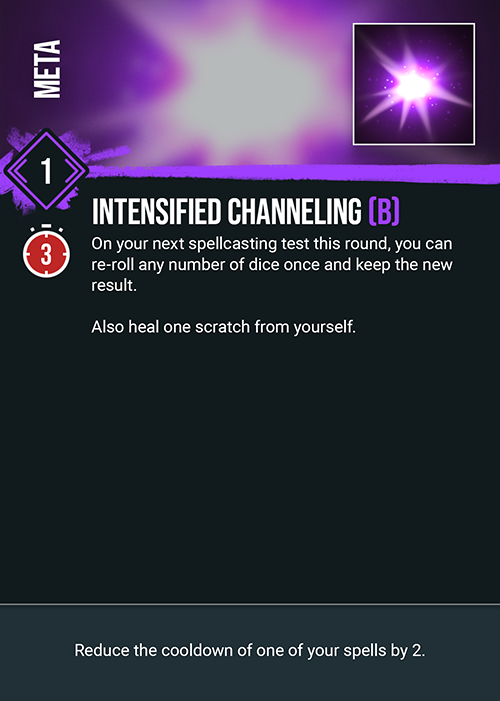 META
1
INTENSIFIED CHANNELING (B)
3
On your next spellcasting test this round, you can
re-roll any number of dice once and keep the new
result.
Also heal one scratch from yourself.
Reduce the cooldown of one of your spells by 2.